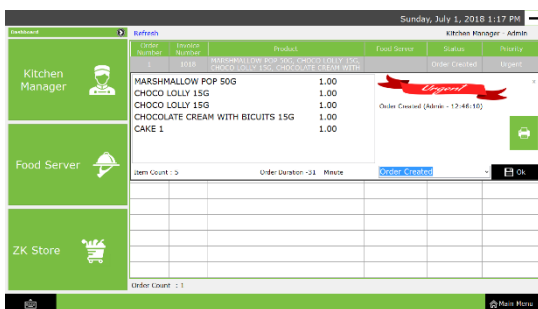 Sunday, July 1, 2018 1:17 PM
Dashboard
Refresh
Kitchen Manager - Admin
Order Number
Invoice Number
Product
Food Server
Status
Priority
1
1018
MARSHMALLOW POP 50G, CHOCO LOLLY 15G,
CHOCO LOLLY 15G, CHOCOLATE CREAM WITH
Order Created
Urgent
Kitchen
Manager
MARSHMALLOW POP 50G 1.00
CHOCO LOLLY 15G 1.00
CHOCO LOLLY 15G 1.00
CHOCOLATE CREAM WITH BICUITS 15G 1.00
CAKE 1 1.00
Urgent
Order Created (Admin - 12:46:10)
Item Count : 5
Order Duration -31 Minute
Order Created
Ok
Food Server
ZK Store
Order Count : 1
Main Menu